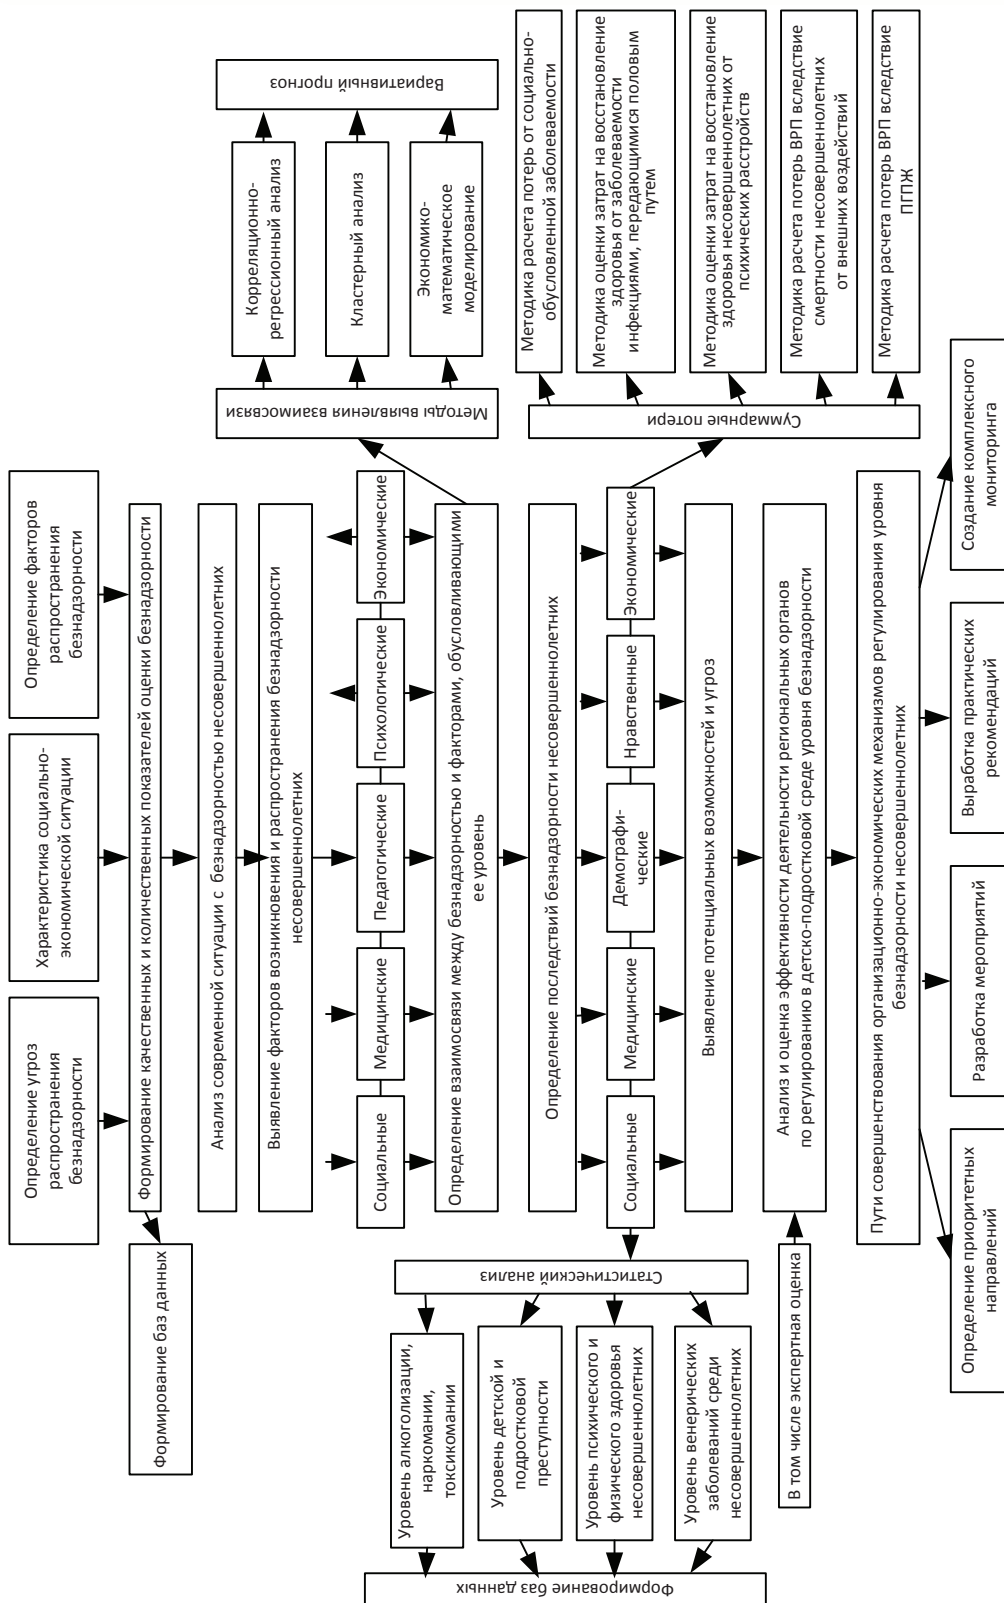 Определение угроз
распространения
безнадзорности
Характеристика социально-
экономической ситуации
Определение факторов
распространения
безнадзорности
Формирование баз данных
Формирование качественных и количественных показателей оценки безнадзорности
Анализ современной ситуации с безнадзорностью несовершеннолетних
Выявление факторов возникновения и распространения безнадзорности
несовершеннолетних
Социальные
Медицинские
Педагогические
Психологические
Экономические
Определение взаимосвязи между безнадзорностью и факторами, обусловливающими
ее уровень
Методы выявления взаимосвязи
Корреляционно-
регрессионный анализ
Кластерный анализ
Экономико-
математическое
моделирование
Вариативный прогноз
Определение последствий безнадзорности несовершеннолетних
Социальные
Медицинские
Демографи-
ческие
Нравственные
Экономические
Статистический анализ
Уровень алкоголизации,
наркомании,
токсикомании
Уровень детской и
подростковой
преступности
Уровень психического и
физического здоровья
несовершеннолетних
Уровень венерических
заболеваний среди
несовершеннолетних
Формирование баз данных
Суммарные потери
Методика расчета потерь от социально-
обусловленной заболеваемости
Методика оценки затрат на восстановление
здоровья от заболеваемости
инфекциями, передающимися половым
путем
Методика оценки затрат на восстановление
здоровья несовершеннолетних от
психических расстройств
Методика расчета потерь ВРП вследствие
смертности несовершеннолетних
от внешних воздействий
Методика расчета потерь ВРП вследствие
ПГПЖ
Выявление потенциальных возможностей и угроз
В том числе экспертная оценка
Анализ и оценка эффективности деятельности региональных органов
по регулированию в детско-подростковой среде уровня безнадзорности
Пути совершенствования организационно-экономических механизмов регулирования уровня
безнадзорности несовершеннолетних
Определение приоритетных
направлений
Разработка мероприятий
Выработка практических
рекомендаций
Создание комплексного
мониторинга